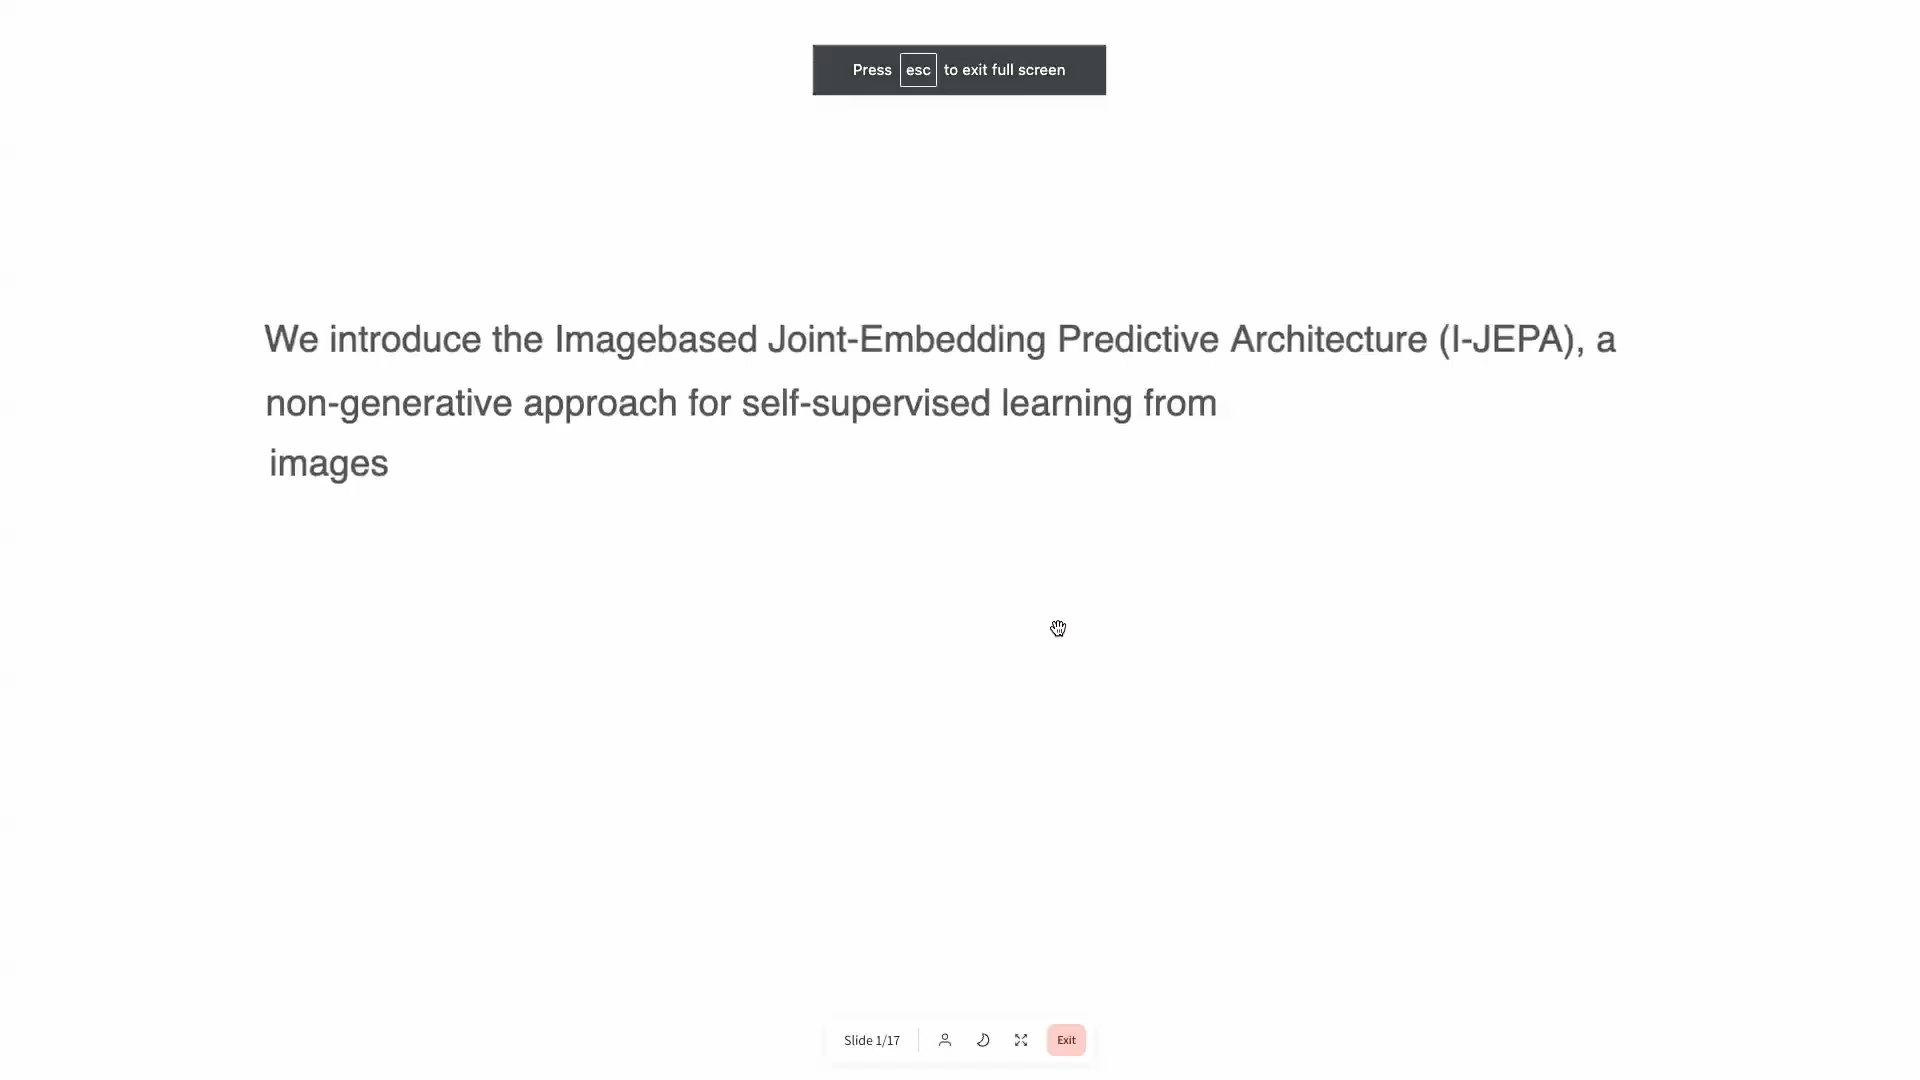 Press esc to exit full screen
We introduce the Imagebased Joint-Embedding Predictive Architecture (I-JEPA), a
non-generative approach for self-supervised learning from
images
Slide 1/17
Exit